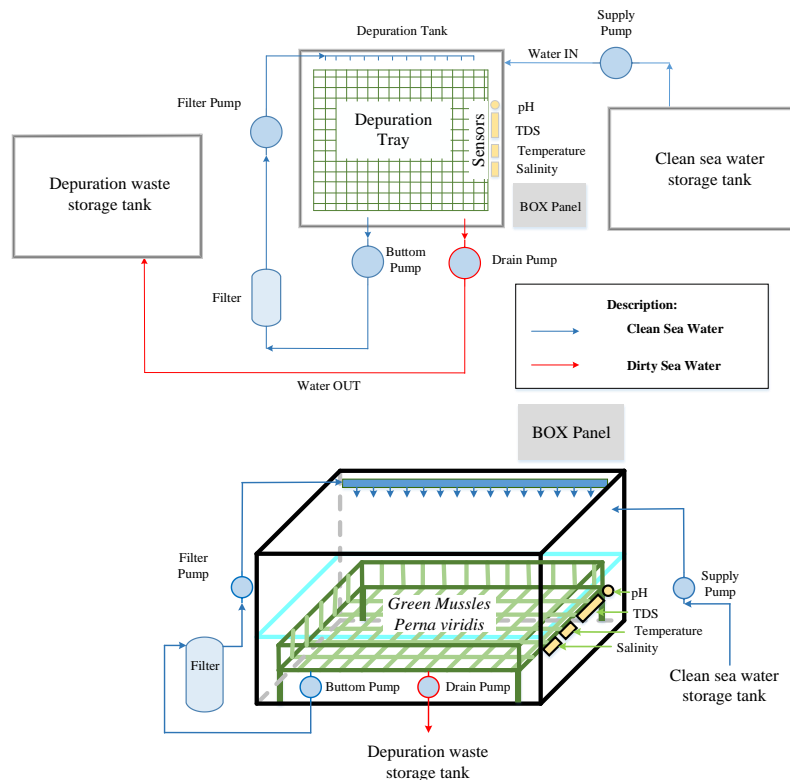 Supply
Pump
Depuration Tank
Water IN
Filter Pump
Depuration
Tray
Sensors
pH
TDS
Temperature
Salinity
Clean sea water
storage tank
Depuration waste
storage tank
BOX Panel
Buttom
Pump
Drain Pump
Filter
Water OUT
Description:
Clean Sea Water
Dirty Sea Water
BOX Panel
Filter
Pump
Green Mussles
Perna viridis
pH
TDS
Temperature
Salinity
Supply
Pump
Filter
Buttom Pump
Drain Pump
Clean sea water
storage tank
Depuration waste
storage tank